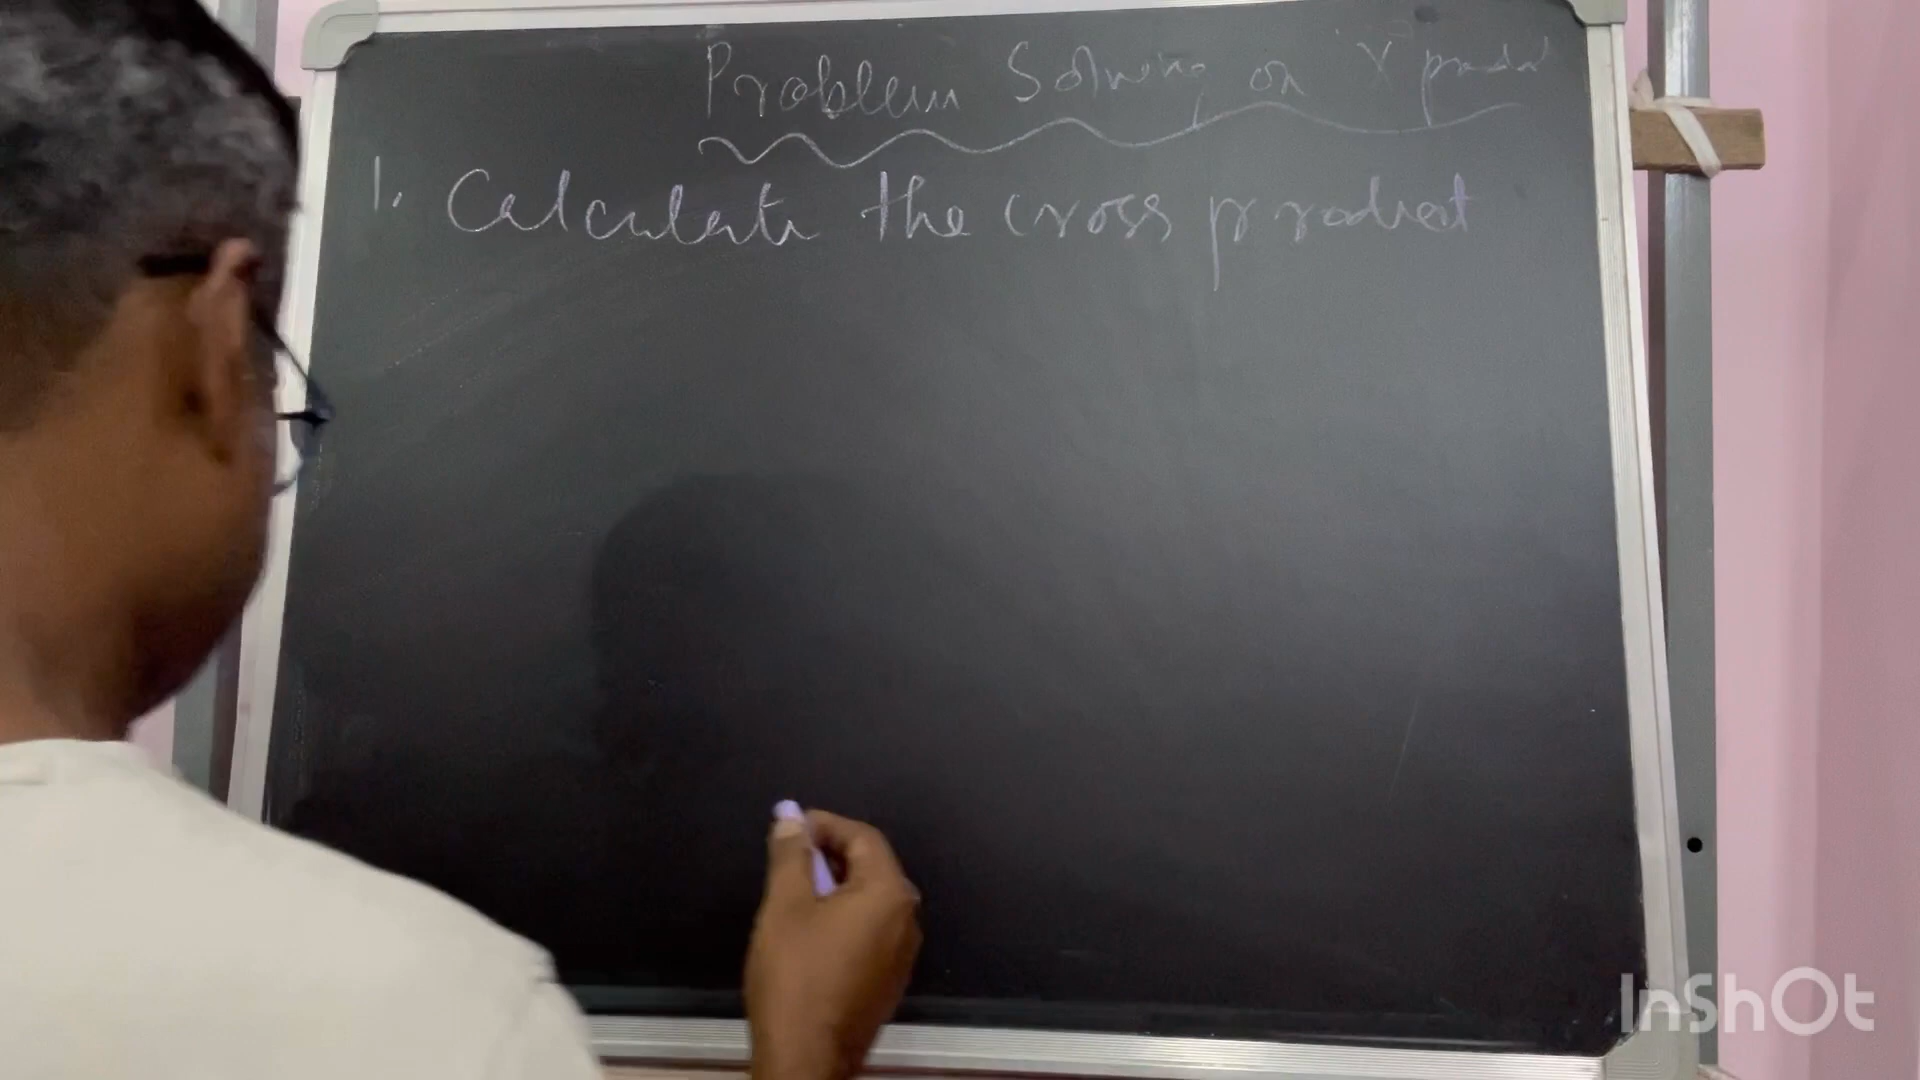 Problem Solving on 'X' product
1. Calculate the cross product
InShOt